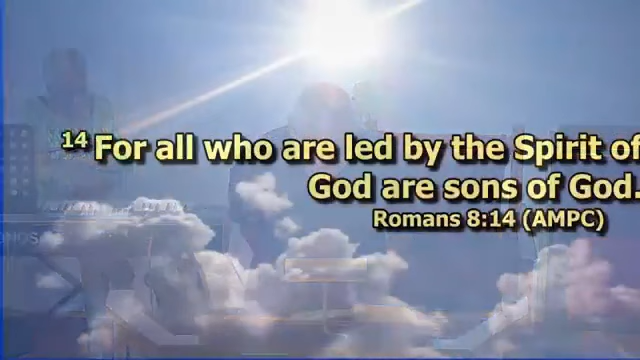 14 For all who are led by the Spirit of
God are sons of God.
Romans 8:14 (AMPC)